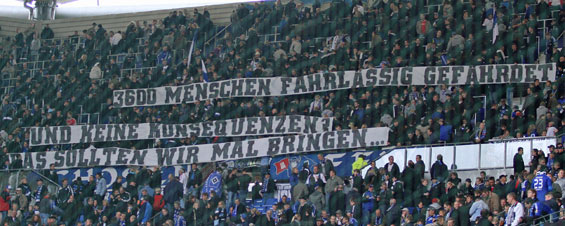 3600 MENSCHEN FAHRLÄSSIG GEFÄHRDET
UND KEINE KONSEQUENZEN!
DAS SOLLTEN WIR MAL BRINGEN...